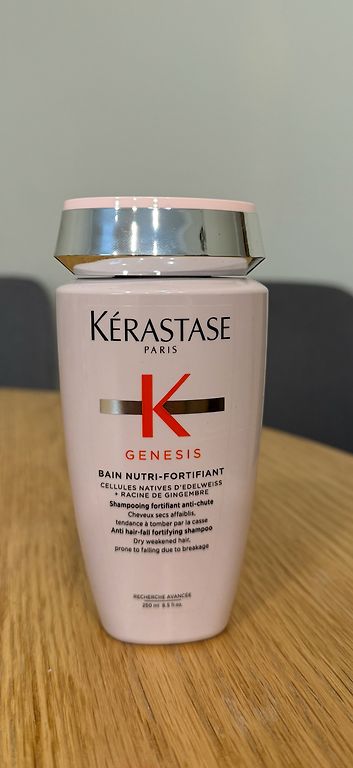 KÉRASTASE
PARIS
K
GENESIS
BAIN NUTRI-FORTIFIANT
CELLULES NATIVES D'EDELWEISS
+ RACINE DE GINGEMBRE
Shampooing fortifiant anti-chute
Cheveux secs affaiblis,
tendance à tomber par la casse
Anti hair-fall fortifying shampoo
Dry weakened hair,
prone to falling due to breakage
RECHERCHE AVANCÉE
250 ml 8.5 fl.oz.